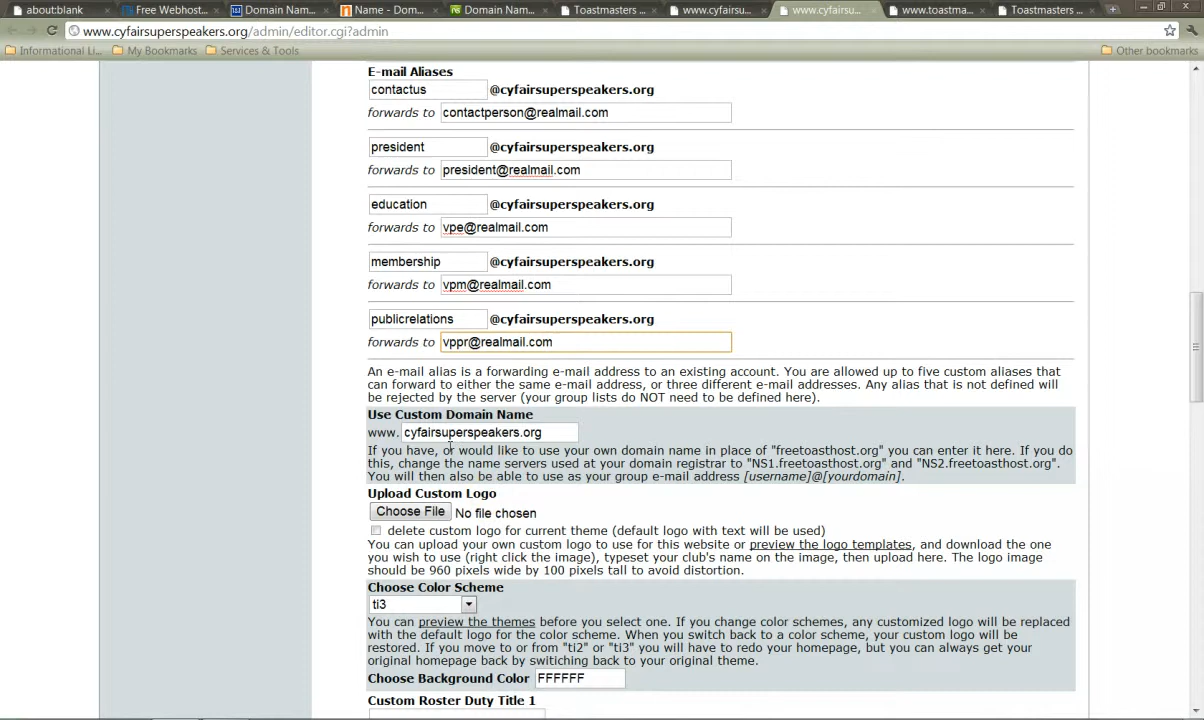 about:blank
Free Webhost...
Domain Nam...
Name - Dom...
Domain Nam...
Toastmasters ...
www.cyfairsu...
www.cyfairsu...
www.toastma...
Toastmasters ...
www.cyfairsuperspeakers.org/admin/editor.cgi?admin
Informational Li...
My Bookmarks
Services & Tools
Other bookmarks
E-mail Aliases
contactus @cyfairsuperspeakers.org
forwards to contactperson@realmail.com
president @cyfairsuperspeakers.org
forwards to president@realmail.com
education @cyfairsuperspeakers.org
forwards to vpe@realmail.com
membership @cyfairsuperspeakers.org
forwards to vpm@realmail.com
publicrelations @cyfairsuperspeakers.org
forwards to vppr@realmail.com
An e-mail alias is a forwarding e-mail address to an existing account. You are allowed up to five custom aliases that
can forward to either the same e-mail address, or three different e-mail addresses. Any alias that is not defined will
be rejected by the server (your group lists do NOT need to be defined here).
Use Custom Domain Name
www. cyfairsuperspeakers.org
If you have, or would like to use your own domain name in place of "freetoasthost.org" you can enter it here. If you do
this, change the name servers used at your domain registrar to "NS1.freetoasthost.org" and "NS2.freetoasthost.org".
You will then also be able to use as your group e-mail address [username]@[yourdomain].
Upload Custom Logo
Choose File No file chosen
delete custom logo for current theme (default logo with text will be used)
You can upload your own custom logo to use for this website or preview the logo templates, and download the one
you wish to use (right click the image), typeset your club's name on the image, then upload here. The logo image
should be 960 pixels wide by 100 pixels tall to avoid distortion.
Choose Color Scheme
ti3
You can preview the themes before you select one. If you change color schemes, any customized logo will be replaced
with the default logo for the color scheme. When you switch back to a color scheme, your custom logo will be
restored. If you move to or from "ti2" or "ti3" you will have to redo your homepage, but you can always get your
original homepage back by switching back to your original theme.
Choose Background Color FFFFFF
Custom Roster Duty Title 1